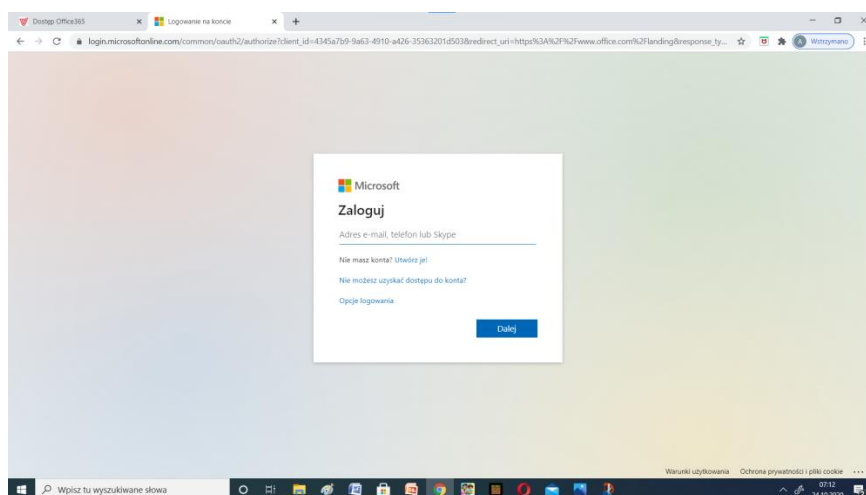 Dostęp Office365
Logowanie na koncie
login.microsoftonline.com/common/oauth2/authorize?client_id=4345a7b9-9a63-4910-a426-35363201d503&redirect_uri=https%3A%2F%2Fwww.office.com%2Flanding&response_ty...
Wstrzymano
Microsoft
Zaloguj
Adres e-mail, telefon lub Skype
Nie masz konta? Utwórz je!
Nie możesz uzyskać dostępu do konta?
Opcje logowania
Dalej
Warunki użytkowania Ochrona prywatności i pliki cookie ...
Wpisz tu wyszukiwane słowa
07:12
24.10.2020